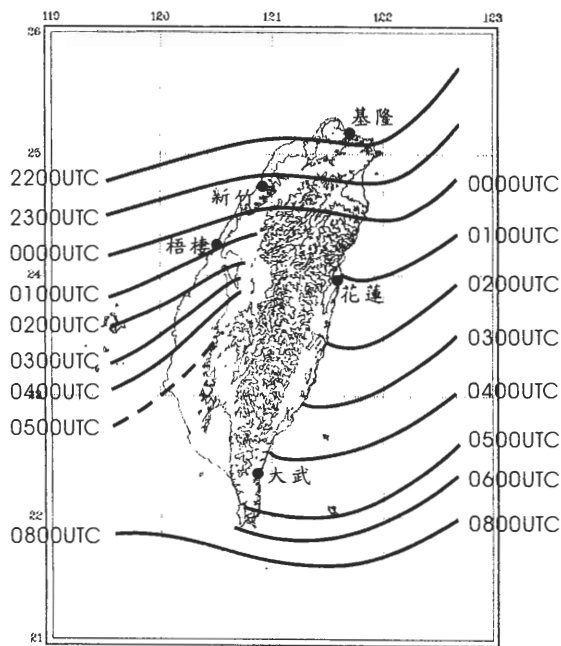 119
120
121
122
123
26
25
24
22
21
基隆
新竹
梧棲
花蓮
大武
2200UTC
2300UTC
0000UTC
0100UTC
0200UTC
0300UTC
0400UTC
0500UTC
0800UTC
0000UTC
0100UTC
0200UTC
0300UTC
0400UTC
0500UTC
0600UTC
0800UTC